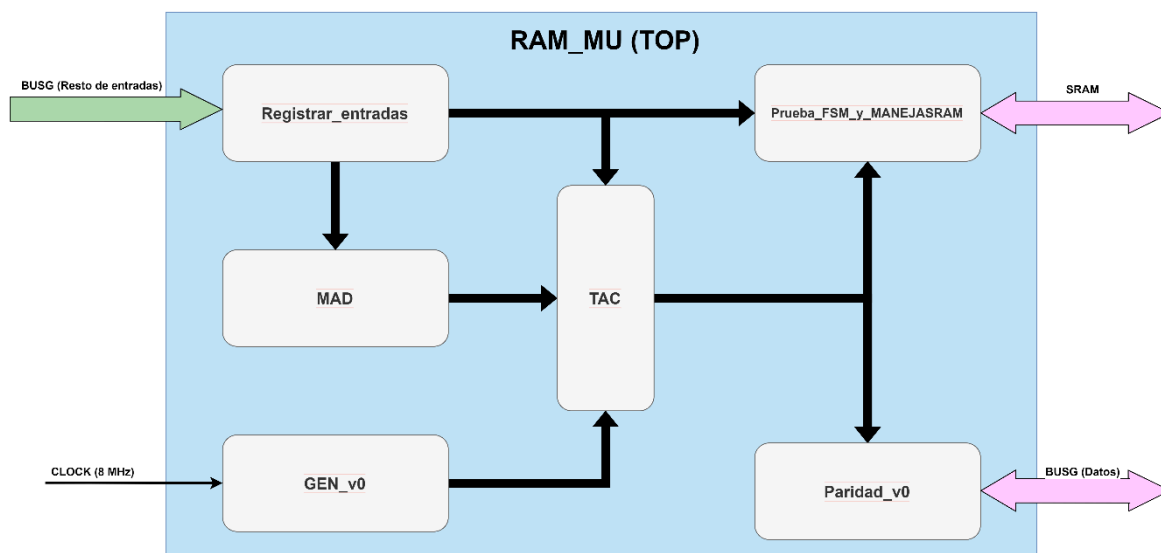 RAM_MU (TOP)
BUSG (Resto de entradas)
Registrar_entradas
Prueba_FSM_y_MANEJASRAM
SRAM
MAD
TAC
CLOCK (8 MHz)
GEN_v0
Paridad_v0
BUSG (Datos)